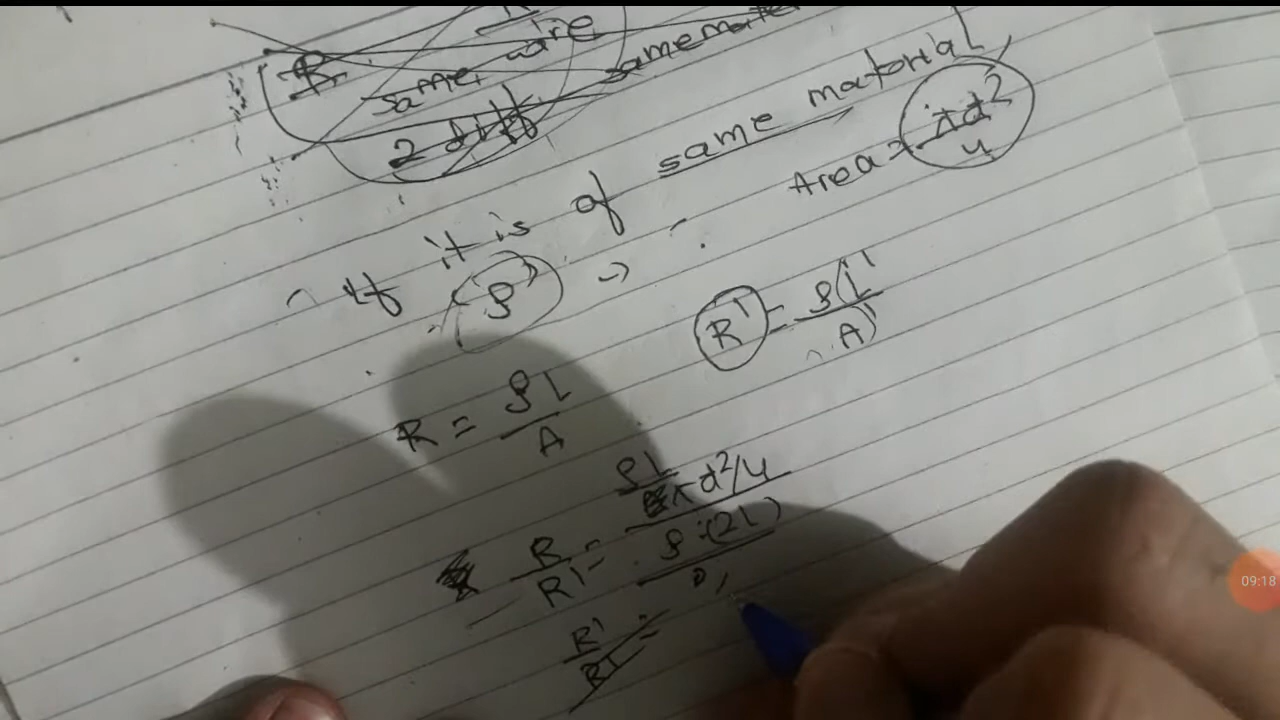 R
same wire
same mate
2 diff
If it is of same material
(ρ)
Area = πd²/4
R' = ρl'/A'
R = ρl/A
R/R' = ρl/πd²/4 / ρ(2l)
R'/R'=
09:18